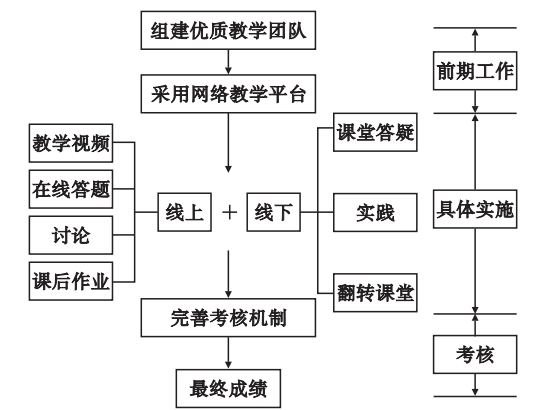 组建优质教学团队
采用网络教学平台
教学视频
在线答题
讨论
课后作业
线上
+
线下
课堂答疑
实践
翻转课堂
完善考核机制
最终成绩
前期工作
具体实施
考核